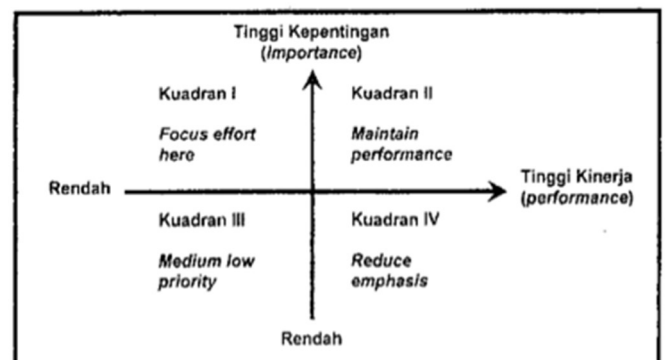 Tinggi Kepentingan
(Importance)
Kuadran I
Kuadran II
Focus effort
here
Maintain
performance
Rendah
Tinggi Kinerja
(performance)
Kuadran III
Kuadran IV
Medium low
priority
Reduce
emphasis
Rendah